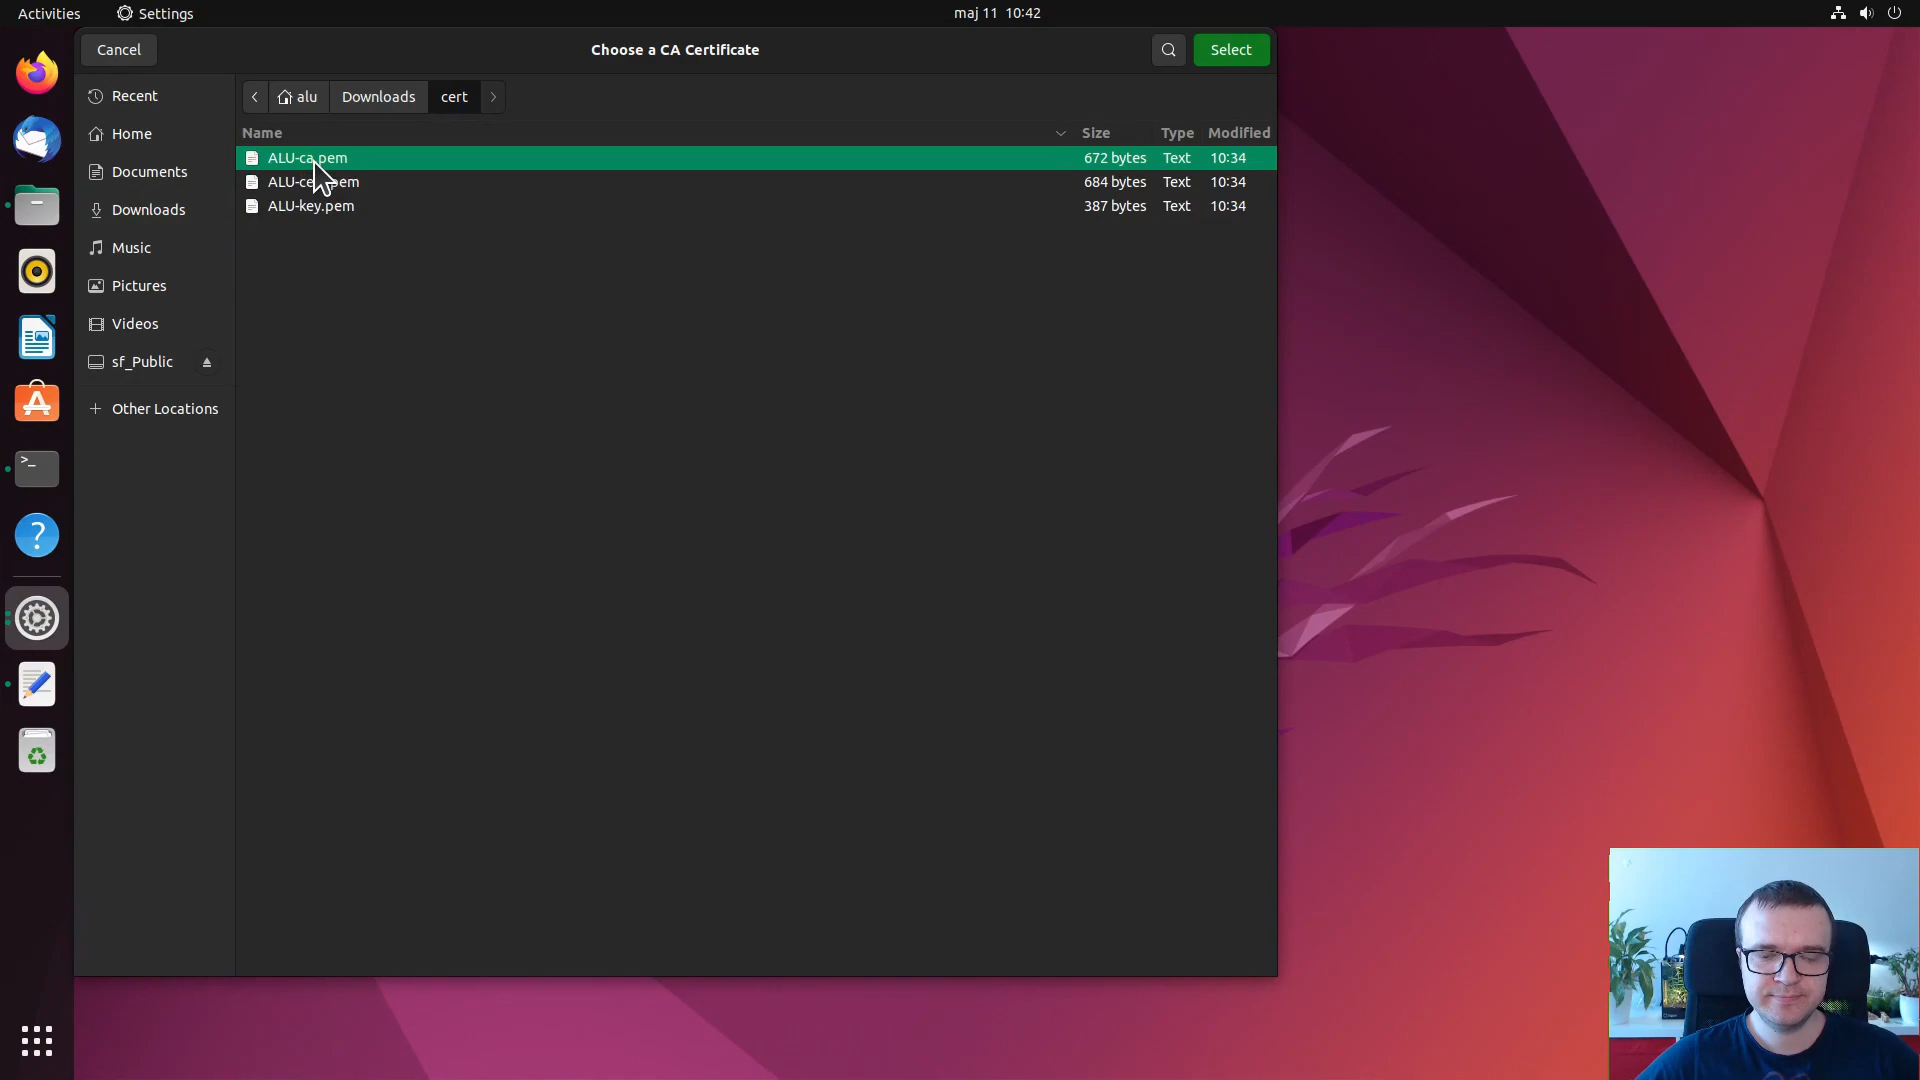 Activities
Settings
maj 11 10:42
Cancel
Choose a CA Certificate
Select
Recent
Home
Documents
Downloads
Music
Pictures
Videos
sf_Public
Other Locations
alu
Downloads
cert
Name Size Type Modified
ALU-ca.pem 672 bytes Text 10:34
684 bytes Text 10:34
ALU-key.pem 387 bytes Text 10:34